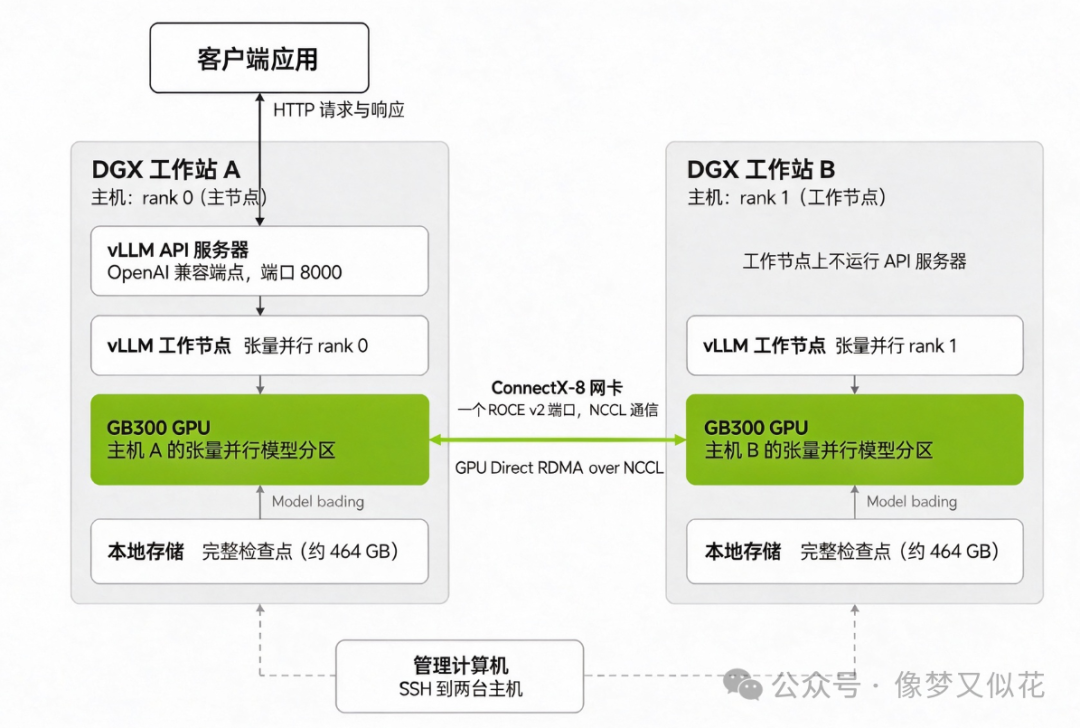 客户端应用
HTTP 请求与响应
DGX 工作站 A
主机：rank 0（主节点）
vLLM API 服务器
OpenAI 兼容端点，端口 8000
vLLM 工作节点 张量并行 rank 0
GB300 GPU
主机 A 的张量并行模型分区
Model bading
本地存储 完整检查点（约 464 GB）
ConnectX-8 网卡
一个 ROCE v2 端口，NCCL 通信
GPU Direct RDMA over NCCL
DGX 工作站 B
主机：rank 1（工作节点）
工作节点上不运行 API 服务器
vLLM 工作节点 张量并行 rank 1
GB300 GPU
主机 B 的张量并行模型分区
Model bading
本地存储 完整检查点（约 464 GB）
管理计算机
SSH 到两台主机
公众号 · 像梦又似花